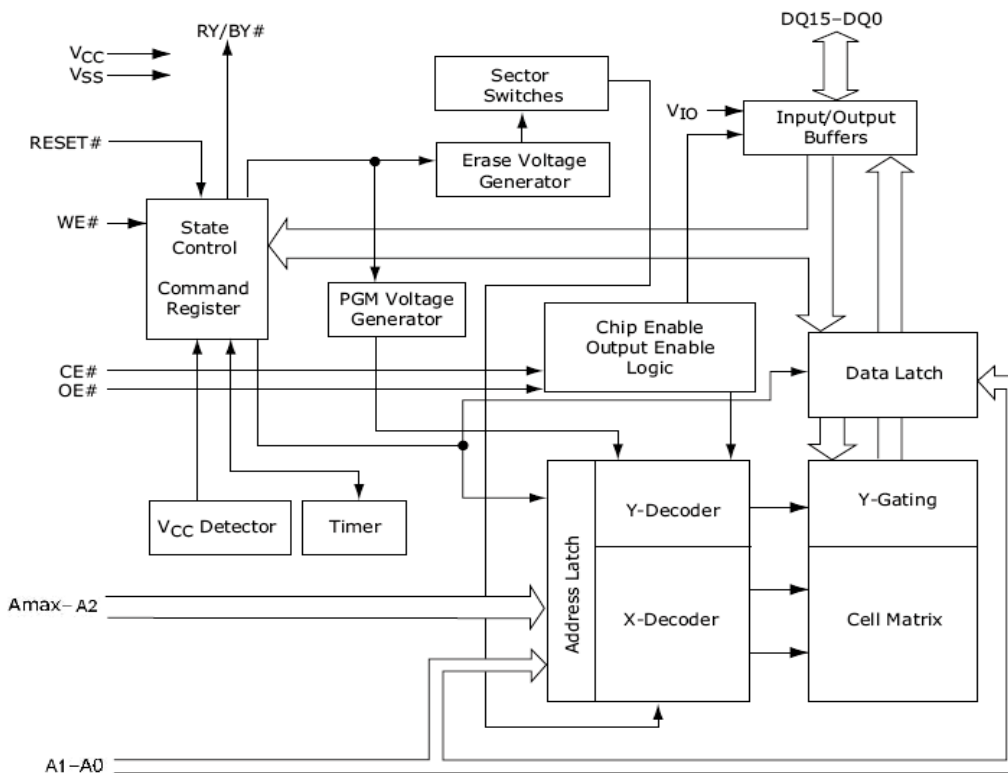 RY/BY#
DQ15–DQ0
VCC
VSS
Sector
Switches
VIO
Input/Output
Buffers
RESET#
Erase Voltage
Generator
WE#
State
Control
Command
Register
PGM Voltage
Generator
Chip Enable
Output Enable
Logic
CE#
OE#
Data Latch
VCC Detector
Timer
Address Latch
Y-Decoder
Y-Gating
Amax–A2
X-Decoder
Cell Matrix
A1–A0